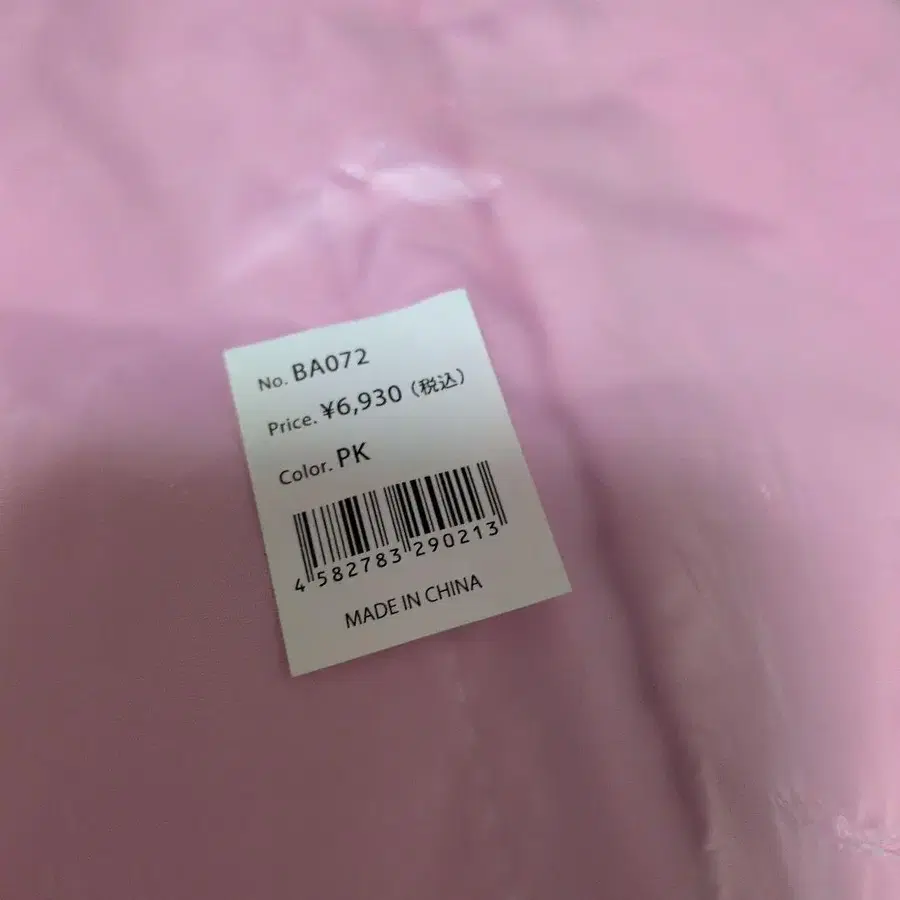 No. BA072
Price. ¥6,930 (税込)
Color. PK
4 582783 290213
MADE IN CHINA